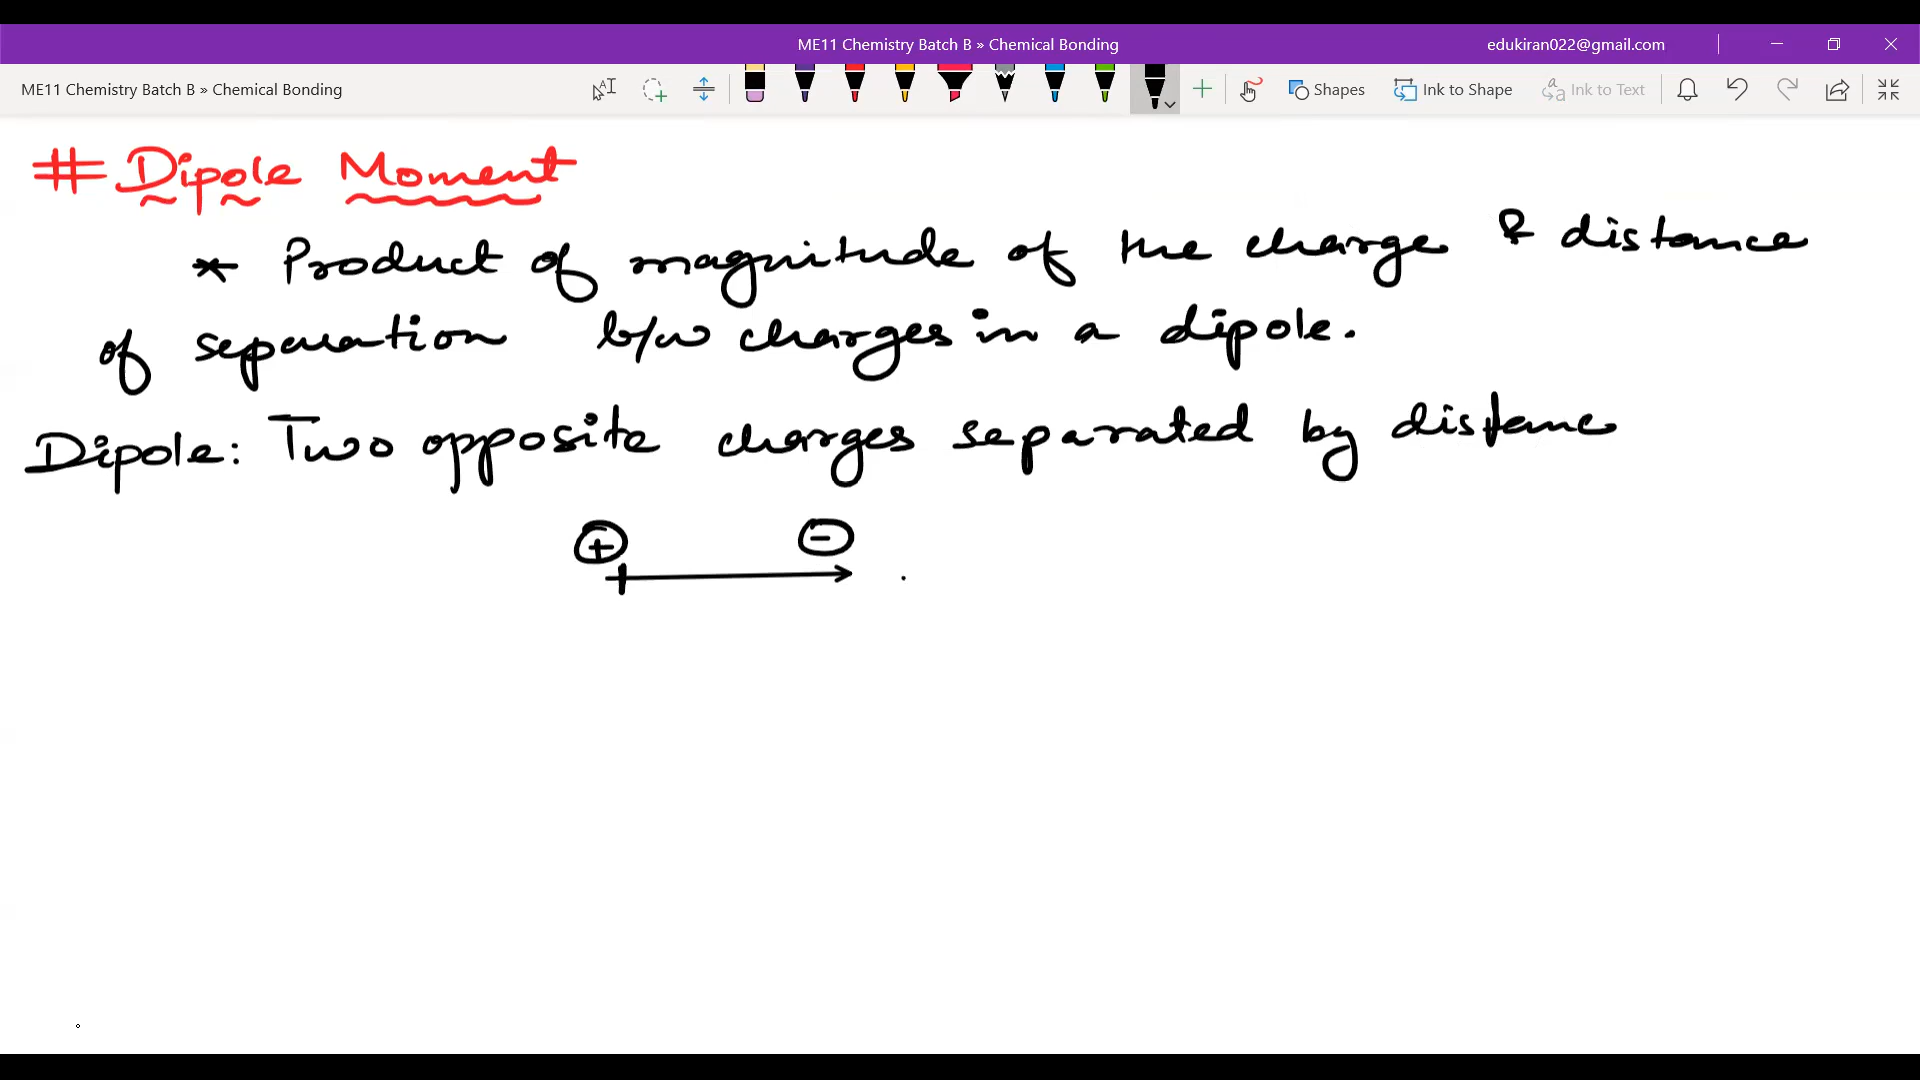 ME11 Chemistry Batch B » Chemical Bonding
edukiran022@gmail.com
ME11 Chemistry Batch B » Chemical Bonding
Shapes
Ink to Shape
Ink to Text
# Dipole Moment
* Product of magnitude of the charge & distance
of separation b/w charges in a dipole.
Dipole: Two opposite charges separated by distance
+ -